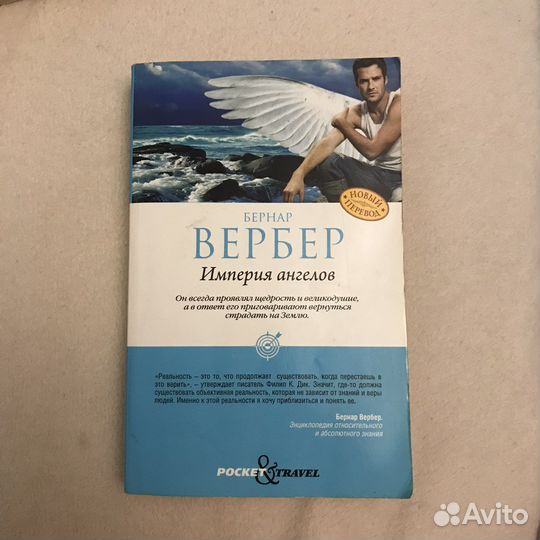 НОВЫЙ
ПЕРЕВОД
БЕРНАР
ВЕРБЕР
Империя ангелов
Он всегда проявлял щедрость и великодушие,
а в ответ его приговаривают вернуться
страдать на Землю.
«Реальность – это то, что продолжает существовать, когда перестаешь в
это верить», – утверждает писатель Филип К. Дик. Значит, где-то должна
существовать объективная реальность, которая не зависит от знаний и веры
людей. Именно к этой реальности я хочу приблизиться и понять ее.
Бернар Вербер.
Энциклопедия относительного
и абсолютного знания
POCKET&TRAVEL
Avito